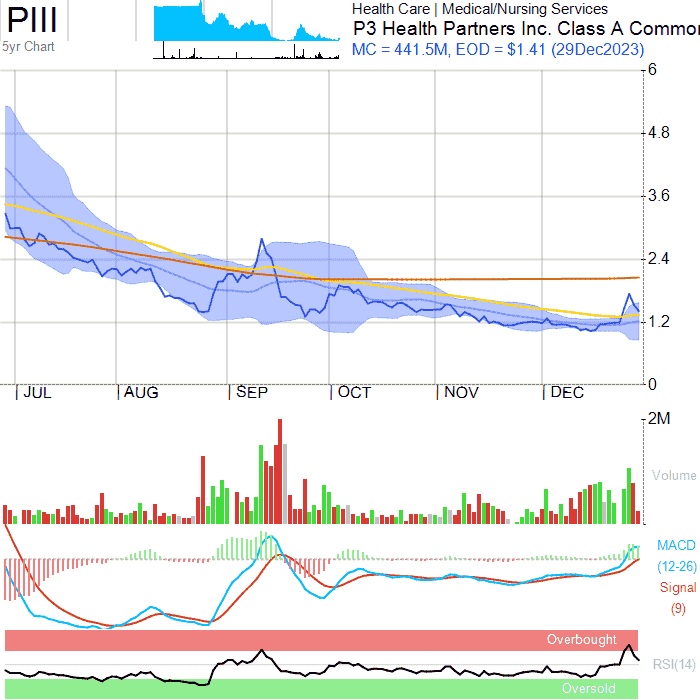 PIII
5yr Chart
Health Care | Medical/Nursing Services
P3 Health Partners Inc. Class A Commo
MC = 441.5M, EOD = $1.41 (29Dec2023)
6
4.8
3.6
2.4
1.2
0
JUL AUG SEP OCT NOV DEC
2M
Volume
MACD
(12-26)
Signal
(9)
Overbought
RSI(14)
Oversold